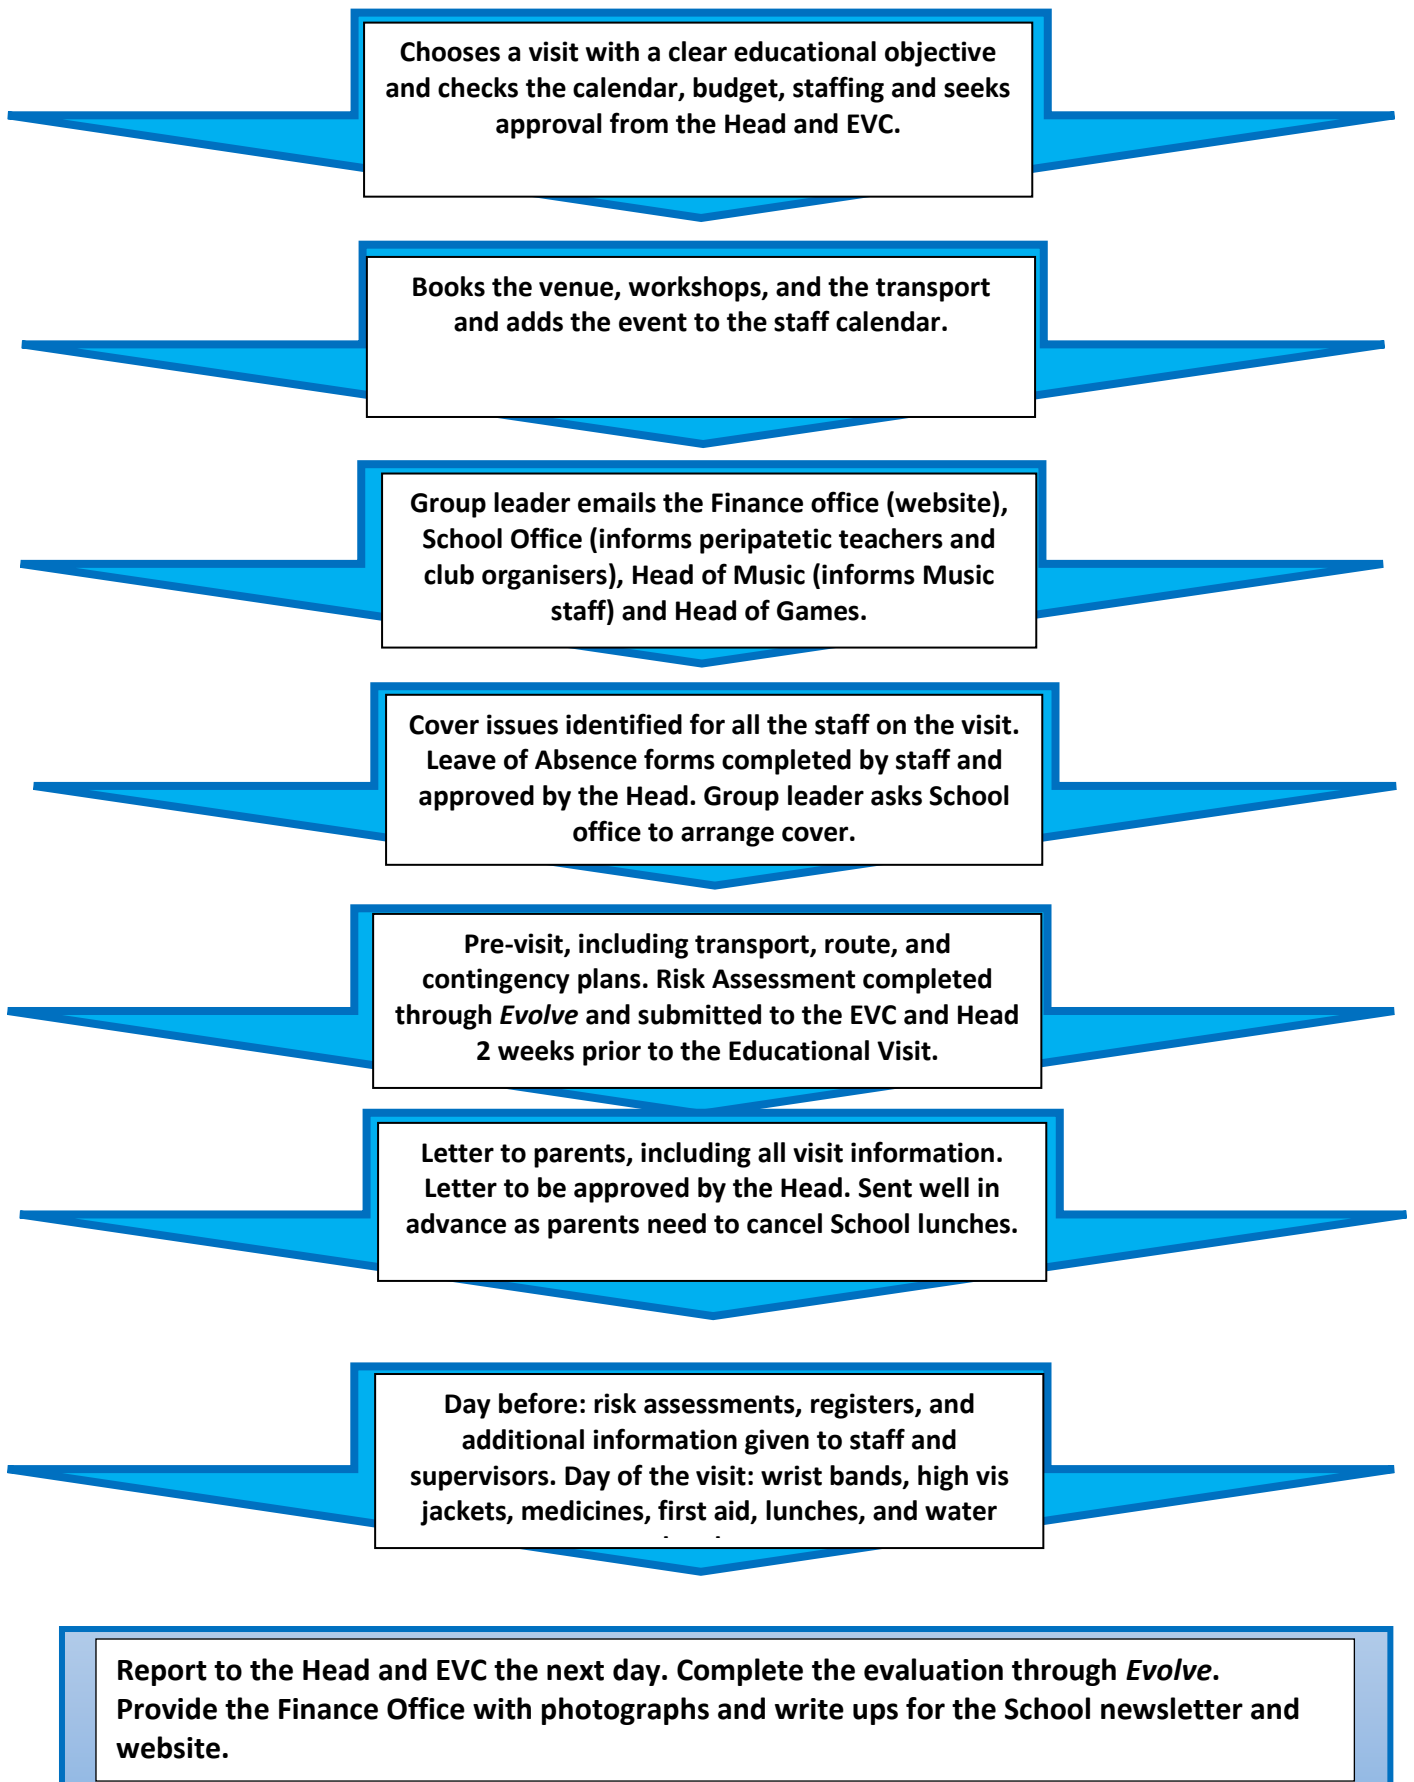 Chooses a visit with a clear educational objective
and checks the calendar, budget, staffing and seeks
approval from the Head and EVC.
Books the venue, workshops, and the transport
and adds the event to the staff calendar.
Group leader emails the Finance office (website),
School Office (informs peripatetic teachers and
club organisers), Head of Music (informs Music
staff) and Head of Games.
Cover issues identified for all the staff on the visit.
Leave of Absence forms completed by staff and
approved by the Head. Group leader asks School
office to arrange cover.
Pre-visit, including transport, route, and
contingency plans. Risk Assessment completed
through Evolve and submitted to the EVC and Head
2 weeks prior to the Educational Visit.
Letter to parents, including all visit information.
Letter to be approved by the Head. Sent well in
advance as parents need to cancel School lunches.
Day before: risk assessments, registers, and
additional information given to staff and
supervisors. Day of the visit: wrist bands, high vis
jackets, medicines, first aid, lunches, and water
Report to the Head and EVC the next day. Complete the evaluation through Evolve.
Provide the Finance Office with photographs and write ups for the School newsletter and
website.